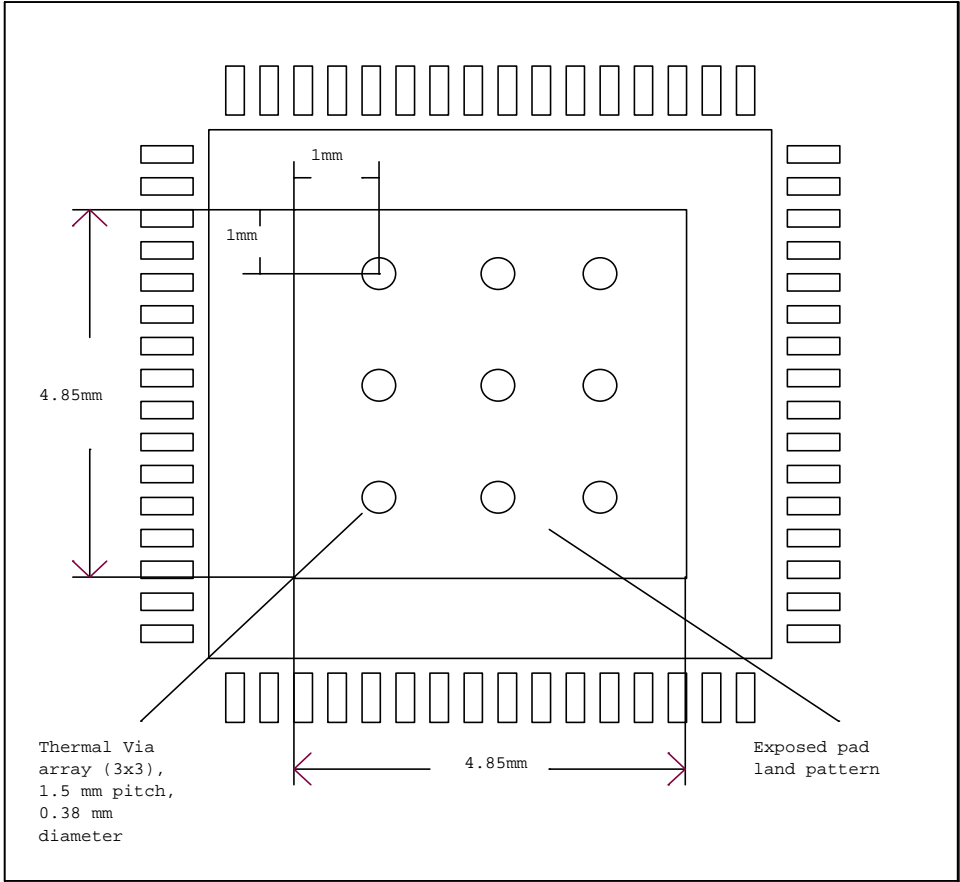 1mm
1mm
4.85mm
4.85mm
Thermal Via
array (3x3),
1.5 mm pitch,
0.38 mm
diameter
Exposed pad
land pattern